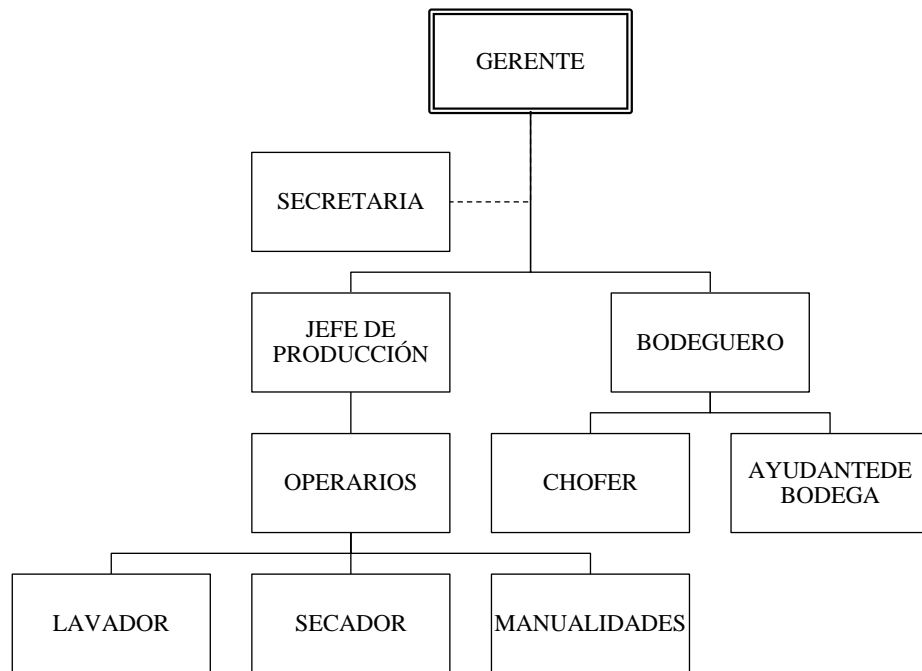 GERENTE
SECRETARIA
JEFE DE
PRODUCCIÓN
BODEGUERO
OPERARIOS
CHOFER
AYUDANTEDE
BODEGA
LAVADOR
SECADOR
MANUALIDADES